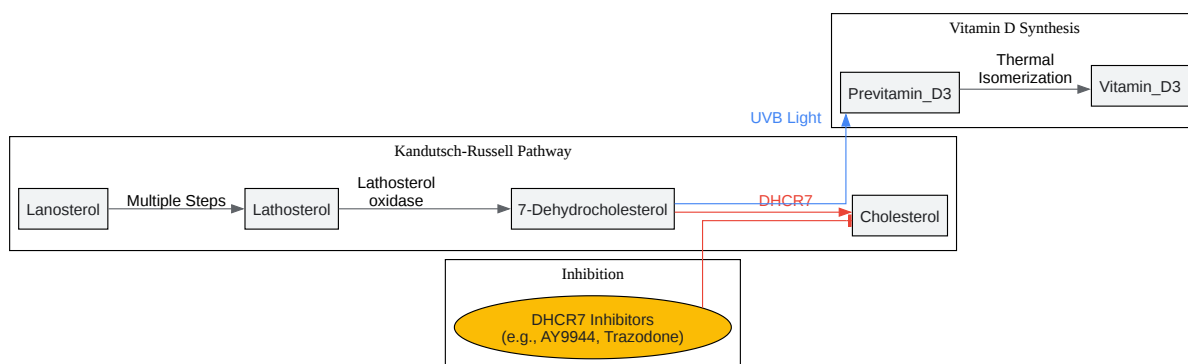 Vitamin D Synthesis
Thermal
Isomerization
Previtamin_D3
Vitamin_D3
UVB Light
Kandutsch-Russell Pathway
Lanosterol
Multiple Steps
Lathosterol
Lathosterol
oxidase
7-Dehydrocholesterol
DHCR7
Cholesterol
Inhibition
DHCR7 Inhibitors
(e.g., AY9944, Trazodone)